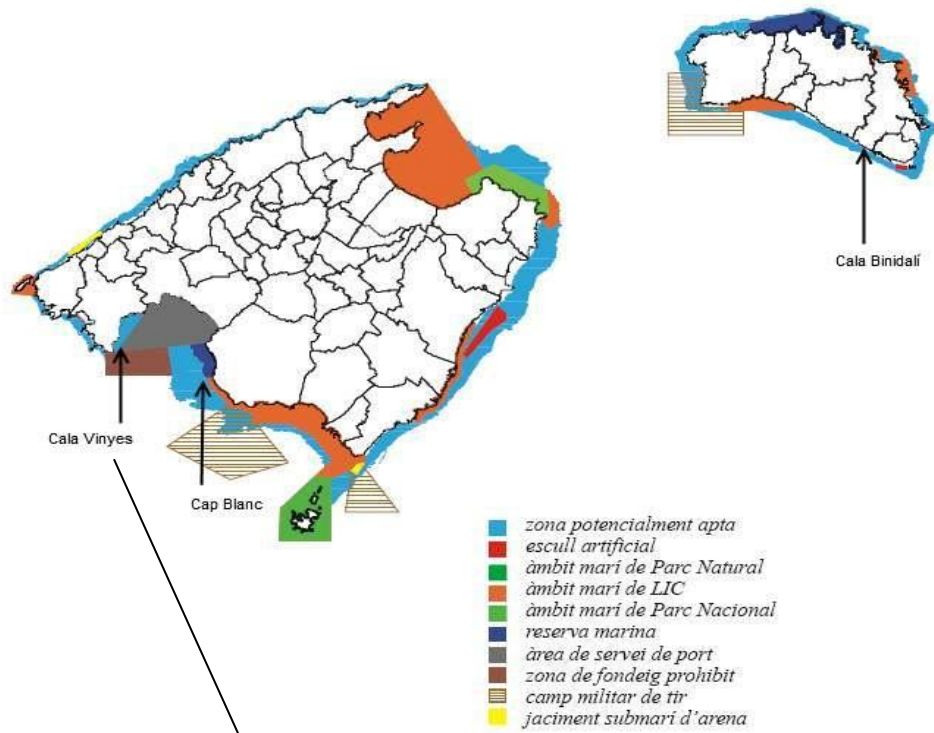 Cala Binidalí
Cala Vinyes
Cap Blanc
zona potencialment apta
escull artificial
àmbit marí de Parc Natural
àmbit marí de LIC
àmbit marí de Parc Nacional
reserva marina
àrea de servei de port
zona de fondeig prohibit
camp militar de tir
jaciment submarí d'arena